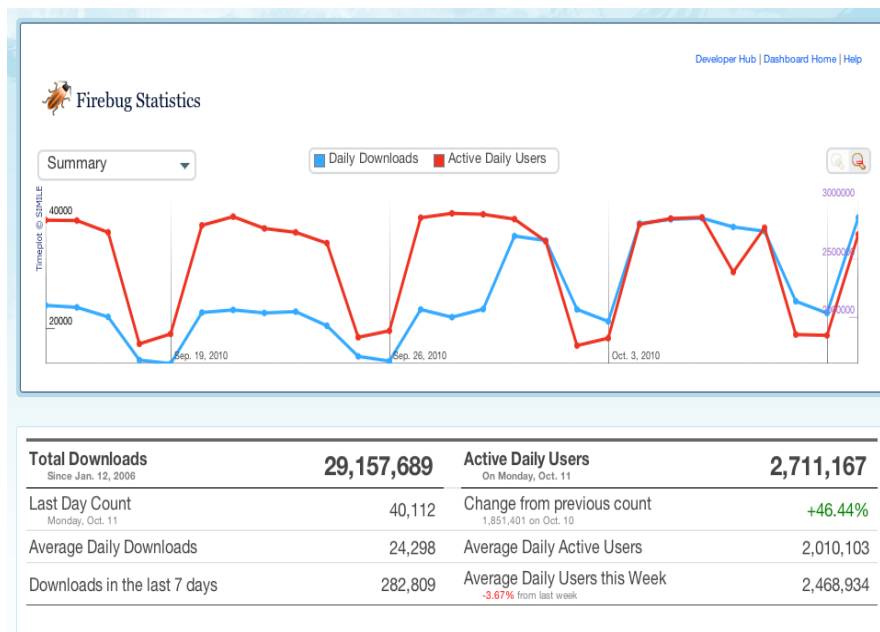 Developer Hub | Dashboard Home | Help
Firebug Statistics
Summary
Daily Downloads
Active Daily Users
Timeplot © SIMILE
40000
20000
3000000
2500000
Sep. 19, 2010
Sep. 26, 2010
Oct. 3, 2010
Total Downloads
Since Jan. 12, 2006
29,157,689
Last Day Count
Monday, Oct. 11
40,112
Average Daily Downloads
24,298
Downloads in the last 7 days
282,809
Active Daily Users
On Monday, Oct. 11
2,711,167
Change from previous count
1,851,401 on Oct. 10
+46.44%
Average Daily Active Users
2,010,103
Average Daily Users this Week
-3.67% from last week
2,468,934